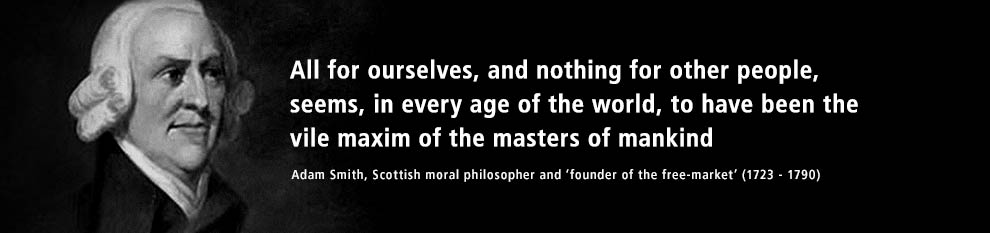 All for ourselves, and nothing for other people,
seems, in every age of the world, to have been the
vile maxim of the masters of mankind
Adam Smith, Scottish moral philosopher and ‘founder of the free-market’ (1723 - 1790)